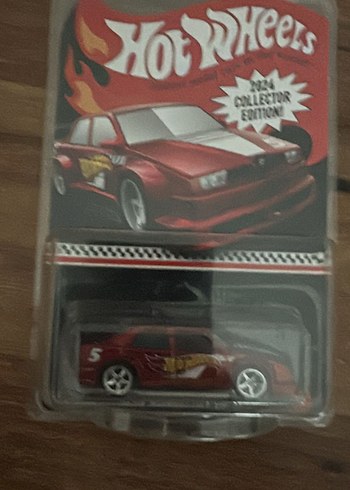 HOT WHEELS
2024
COLLECTOR
EDITION!
5